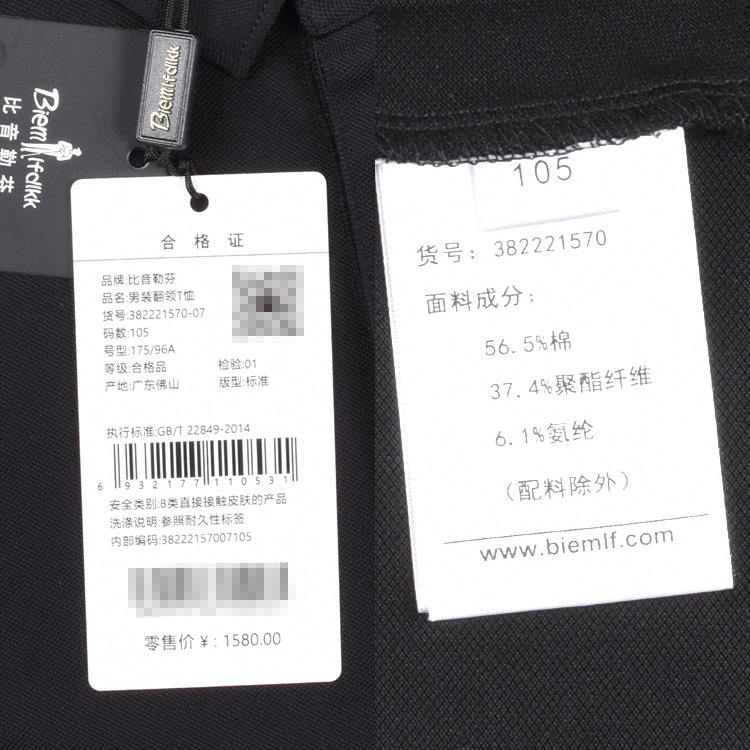 Biemlfdlkk
Biemlfdlkk
比音勒芬
合格证
品牌:比音勒芬
品名:男装翻领T恤
货号:382221570-07
码数:105
号型:175/96A
等级:合格品 检验:01
产地:广东佛山 版型:标准
执行标准:GB/T 22849-2014
6 932177 110531
安全类别:B类直接接触皮肤的产品
洗涤说明:参照耐久性标签
内部编码:38222157007105
零售价¥:1580.00
105
货号: 382221570
面料成分:
56.5%棉
37.4%聚酯纤维
6.1%氨纶
(配料除外)
www.biemlf.com